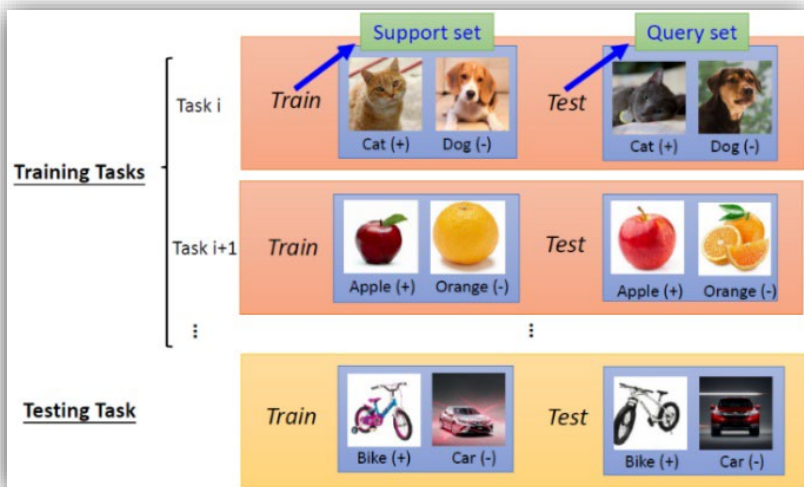 Support set
Query set
Task i
Train
Cat (+) Dog (-)
Test
Cat (+) Dog (-)
Training Tasks
Task i+1
Train
Apple (+) Orange (-)
Test
Apple (+) Orange (-)
⋮ ⋮
Testing Task
Train
Bike (+) Car (-)
Test
Bike (+) Car (-)